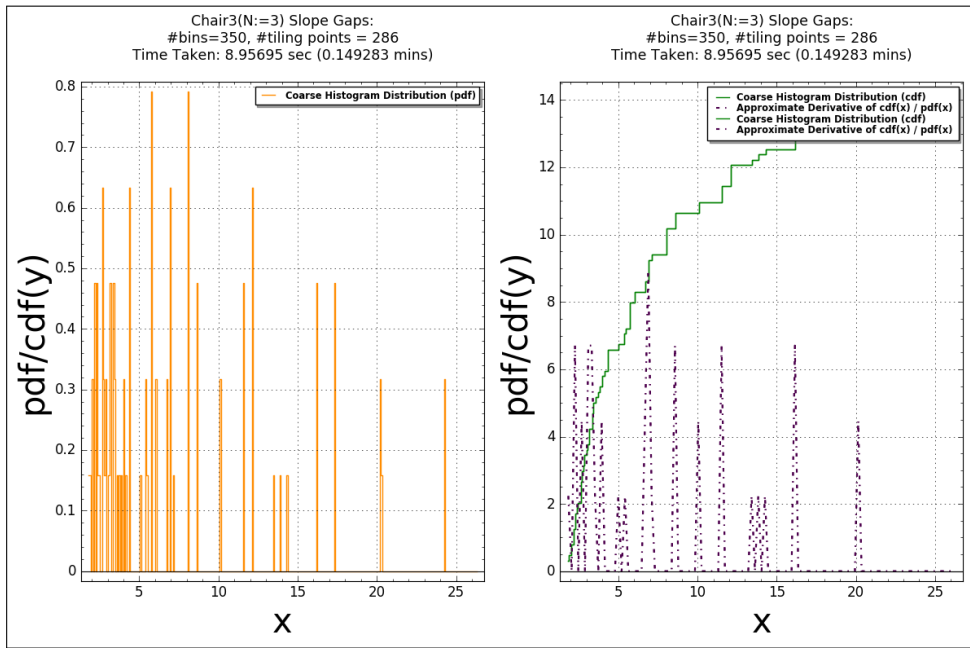 Chair3(N:=3) Slope Gaps:
#bins=350, #tiling points = 286
Time Taken: 8.95695 sec (0.149283 mins)
Coarse Histogram Distribution (pdf)
0.8
0.7
0.6
0.5
0.4
0.3
0.2
0.1
0
pdf/cdf(y)
5
10
15
20
25
x
Chair3(N:=3) Slope Gaps:
#bins=350, #tiling points = 286
Time Taken: 8.95695 sec (0.149283 mins)
Coarse Histogram Distribution (cdf)
Approximate Derivative of cdf(x) / pdf(x)
Coarse Histogram Distribution (cdf)
Approximate Derivative of cdf(x) / pdf(x)
14
12
10
8
6
4
2
0
pdf/cdf(y)
5
10
15
20
25
x